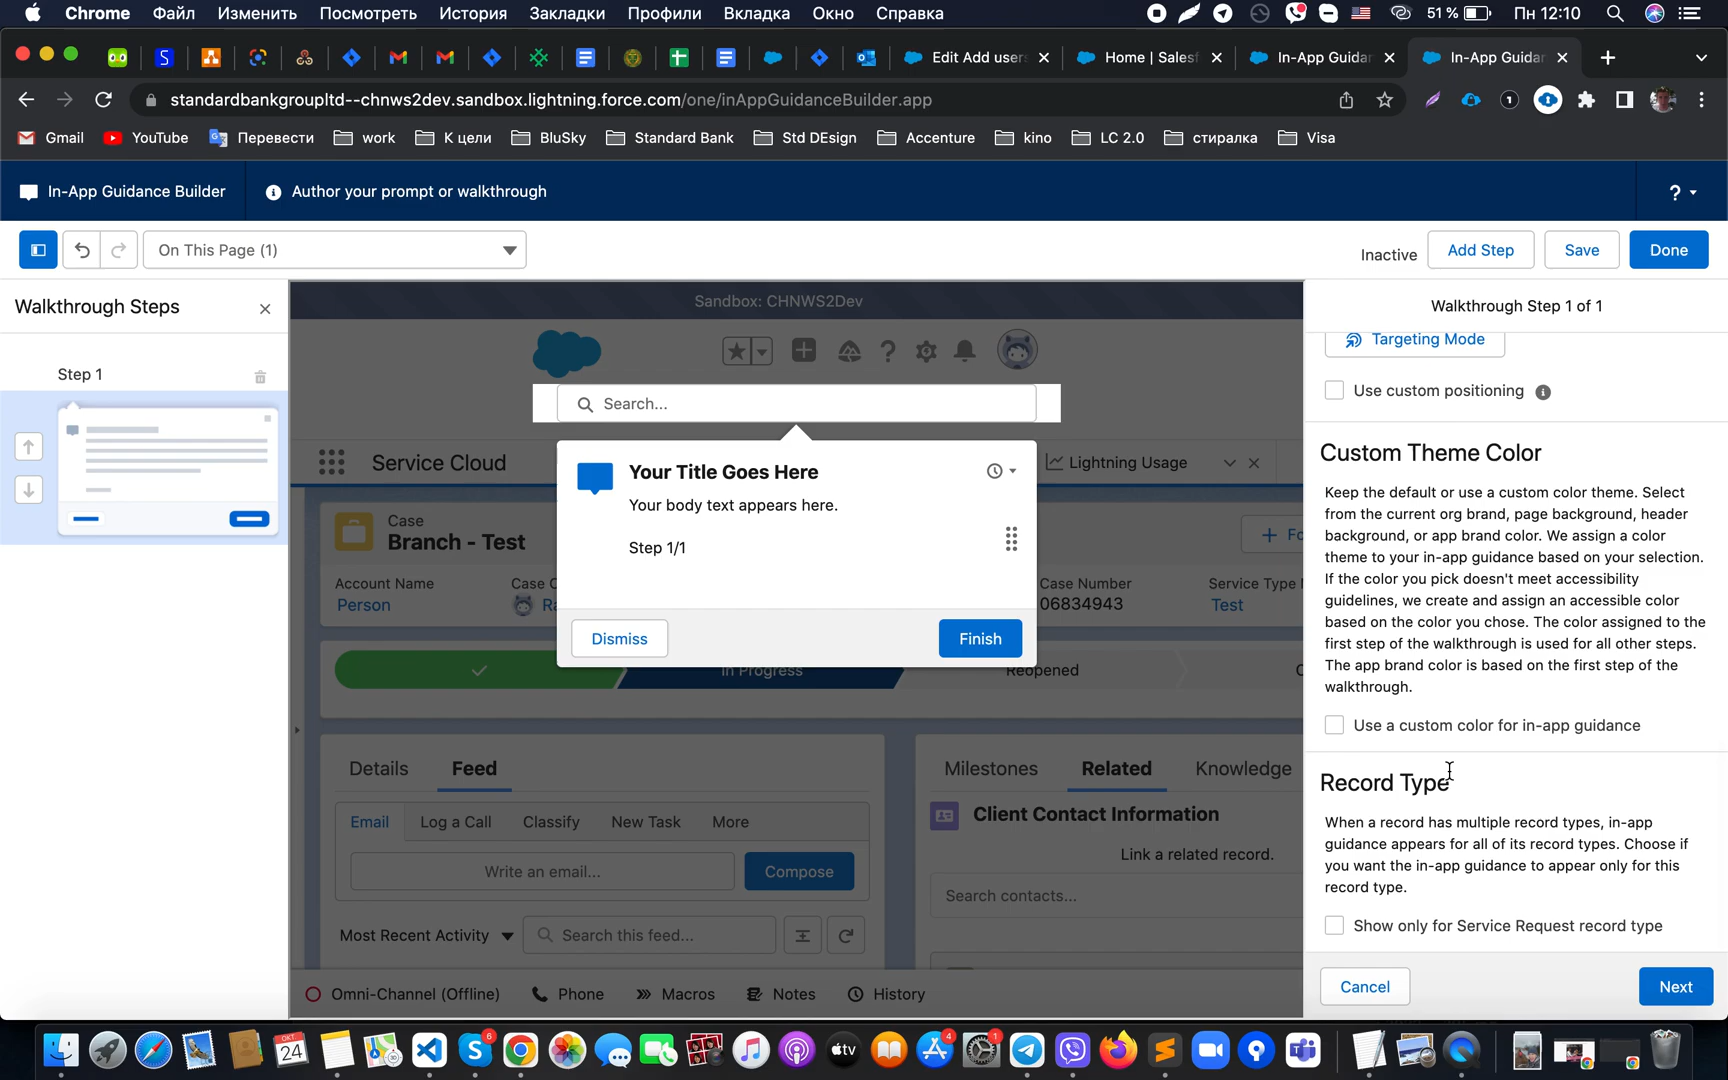 Chrome Файл Изменить Посмотреть История Закладки Профили Вкладка Окно Справка 51 % Пн 12:10
Edit Add users Home | Salesf In-App Guidan In-App Guidan
standardbankgroupltd--chnws2dev.sandbox.lightning.force.com/one/inAppGuidanceBuilder.app
Gmail YouTube Перевести work К цели BluSky Standard Bank Std DEsign Accenture kino LC 2.0 стиралка Visa
In-App Guidance Builder Author your prompt or walkthrough ?
On This Page (1) Inactive Add Step Save Done
Walkthrough Steps
Step 1
Sandbox: CHNWS2Dev
Search...
Service Cloud Lightning Usage
Your Title Goes Here
Your body text appears here.
Step 1/1
Dismiss Finish
Case
Branch - Test
Account Name
Person
Case Number
06834943
Service Type
Test
In Progress Reopened
Details Feed
Email Log a Call Classify New Task More
Write an email... Compose
Most Recent Activity Search this feed...
Milestones Related Knowledge
Client Contact Information
Link a related record.
Search contacts...
Omni-Channel (Offline) Phone Macros Notes History
Walkthrough Step 1 of 1
Targeting Mode
Use custom positioning
Custom Theme Color
Keep the default or use a custom color theme. Select
from the current org brand, page background, header
background, or app brand color. We assign a color
theme to your in-app guidance based on your selection.
If the color you pick doesn't meet accessibility
guidelines, we create and assign an accessible color
based on the color you chose. The color assigned to the
first step of the walkthrough is used for all other steps.
The app brand color is based on the first step of the
walkthrough.
Use a custom color for in-app guidance
Record Type
When a record has multiple record types, in-app
guidance appears for all of its record types. Choose if
you want the in-app guidance to appear only for this
record type.
Show only for Service Request record type
Cancel Next